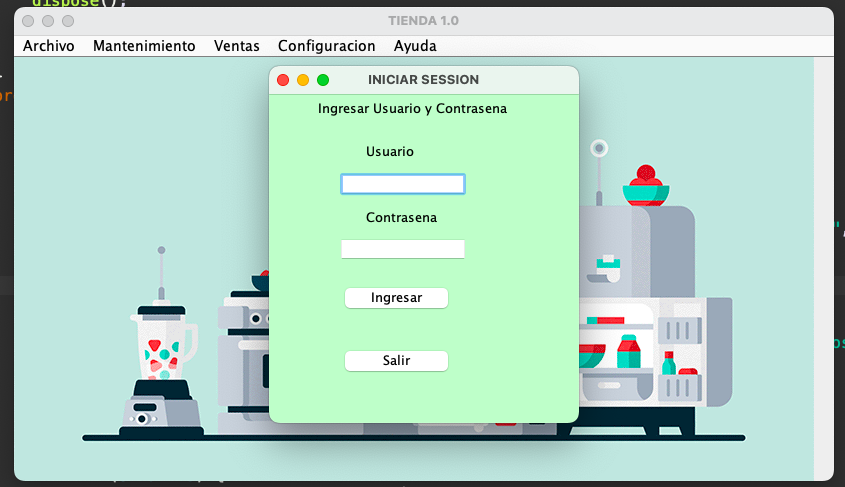 dispose();
TIENDA 1.0
Archivo Mantenimiento Ventas Configuracion Ayuda
INICIAR SESSION
Ingresar Usuario y Contrasena
Usuario
Contrasena
Ingresar
Salir